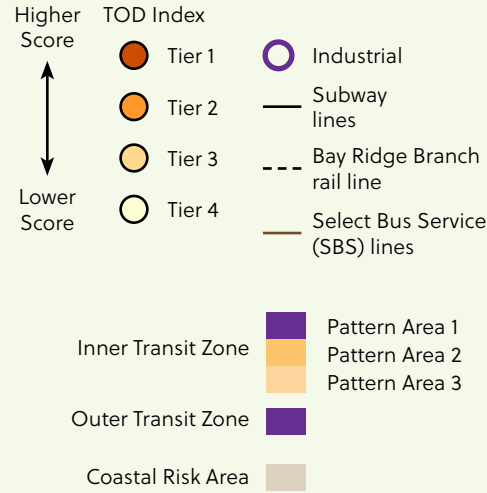 Higher
Score
Lower
Score
TOD Index
Tier 1
Tier 2
Tier 3
Tier 4
Industrial
Subway
lines
Bay Ridge Branch
rail line
Select Bus Service
(SBS) lines
Inner Transit Zone
Pattern Area 1
Pattern Area 2
Pattern Area 3
Outer Transit Zone
Coastal Risk Area